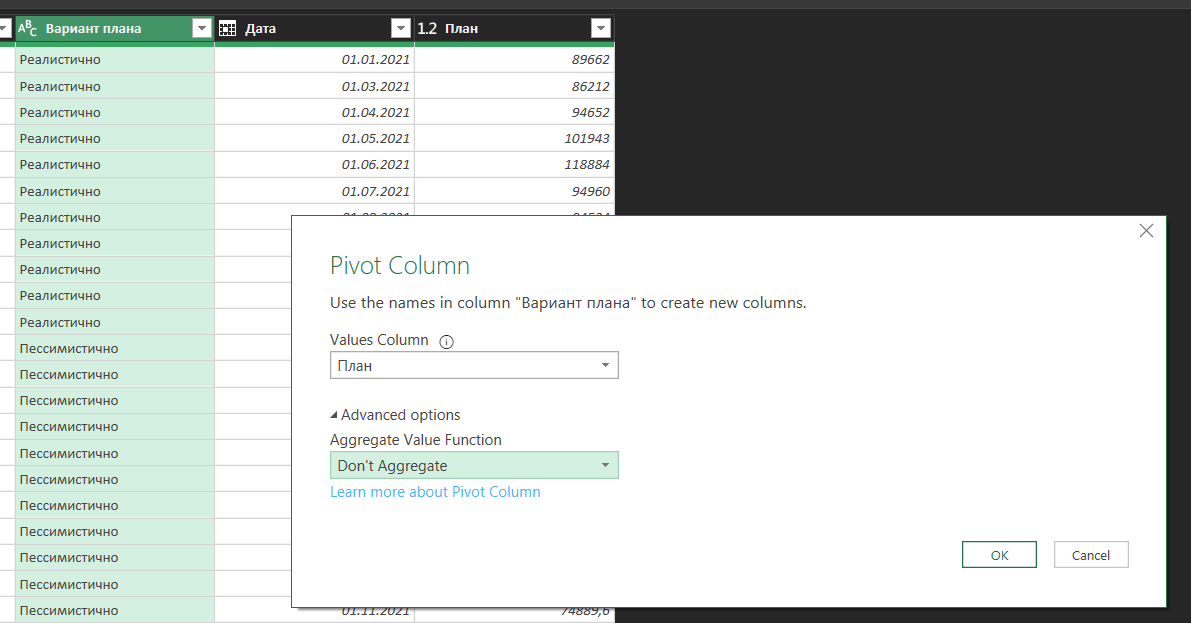 ABC Вариант плана Дата 1.2 План
Реалистично 01.01.2021 89662
Реалистично 01.03.2021 86212
Реалистично 01.04.2021 94652
Реалистично 01.05.2021 101943
Реалистично 01.06.2021 118884
Реалистично 01.07.2021 94960
Реалистично
Реалистично
Реалистично
Реалистично
Реалистично
Пессимистично
Пессимистично
Пессимистично
Пессимистично
Пессимистично
Пессимистично
Пессимистично
Пессимистично
Пессимистично
Пессимистично
Пессимистично 01.11.2021 74889,6
Pivot Column
Use the names in column "Вариант плана" to create new columns.
Values Column
План
Advanced options
Aggregate Value Function
Don't Aggregate
Learn more about Pivot Column
OK Cancel